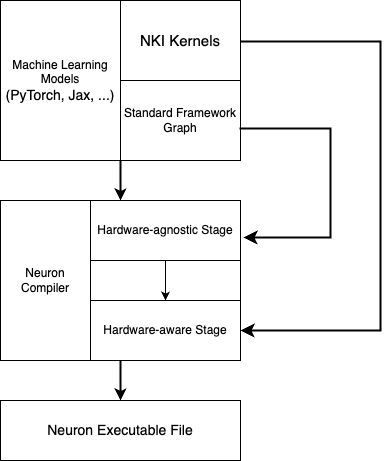 Machine Learning
Models
(PyTorch, Jax, ...)
NKI Kernels
Standard Framework
Graph
Neuron
Compiler
Hardware-agnostic Stage
Hardware-aware Stage
Neuron Executable File